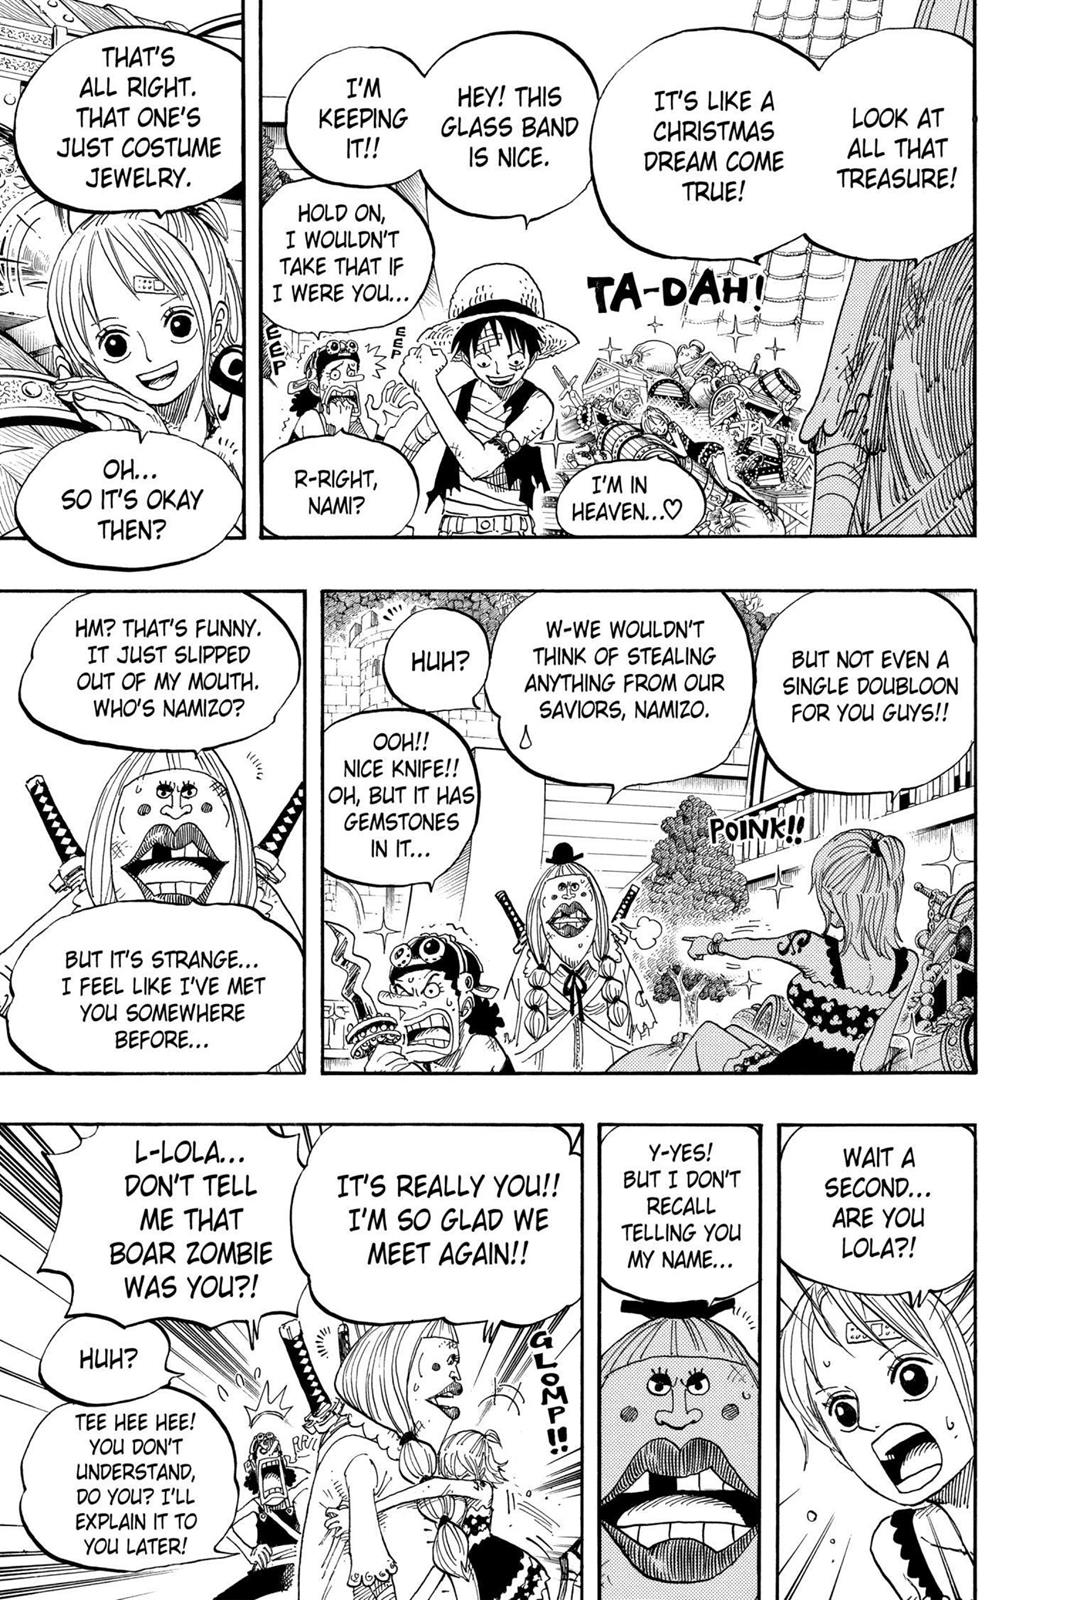 LOOK AT
ALL THAT
TREASURE!
IT'S LIKE A
CHRISTMAS
DREAM COME
TRUE!
TA-DAH!
I'M IN
HEAVEN...♡
HEY! THIS
GLASS BAND
IS NICE.
I'M
KEEPING
IT!!
HOLD ON,
I WOULDN'T
TAKE THAT IF
I WERE YOU...
EEP
EEP
R-RIGHT,
NAMI?
THAT'S
ALL RIGHT.
THAT ONE'S
JUST COSTUME
JEWELRY.
OH...
SO IT'S OKAY
THEN?
BUT NOT EVEN A
SINGLE DOUBLOON
FOR YOU GUYS!!
POINK!!
W-WE WOULDN'T
THINK OF STEALING
ANYTHING FROM OUR
SAVIORS, NAMIZO.
HUH?
OOH!!
NICE KNIFE!!
OH, BUT IT HAS
GEMSTONES
IN IT...
HM? THAT'S FUNNY.
IT JUST SLIPPED
OUT OF MY MOUTH.
WHO'S NAMIZO?
BUT IT'S STRANGE...
I FEEL LIKE I'VE MET
YOU SOMEWHERE
BEFORE...
WAIT A
SECOND...
ARE YOU
LOLA?!
Y-YES!
BUT I DON'T
RECALL
TELLING YOU
MY NAME...
IT'S REALLY YOU!!
I'M SO GLAD WE
MEET AGAIN!!
GLOMP!!
L-LOLA...
DON'T TELL
ME THAT
BOAR ZOMBIE
WAS YOU?!
HUH?
TEE HEE HEE!
YOU DON'T
UNDERSTAND,
DO YOU? I'LL
EXPLAIN IT TO
YOU LATER!